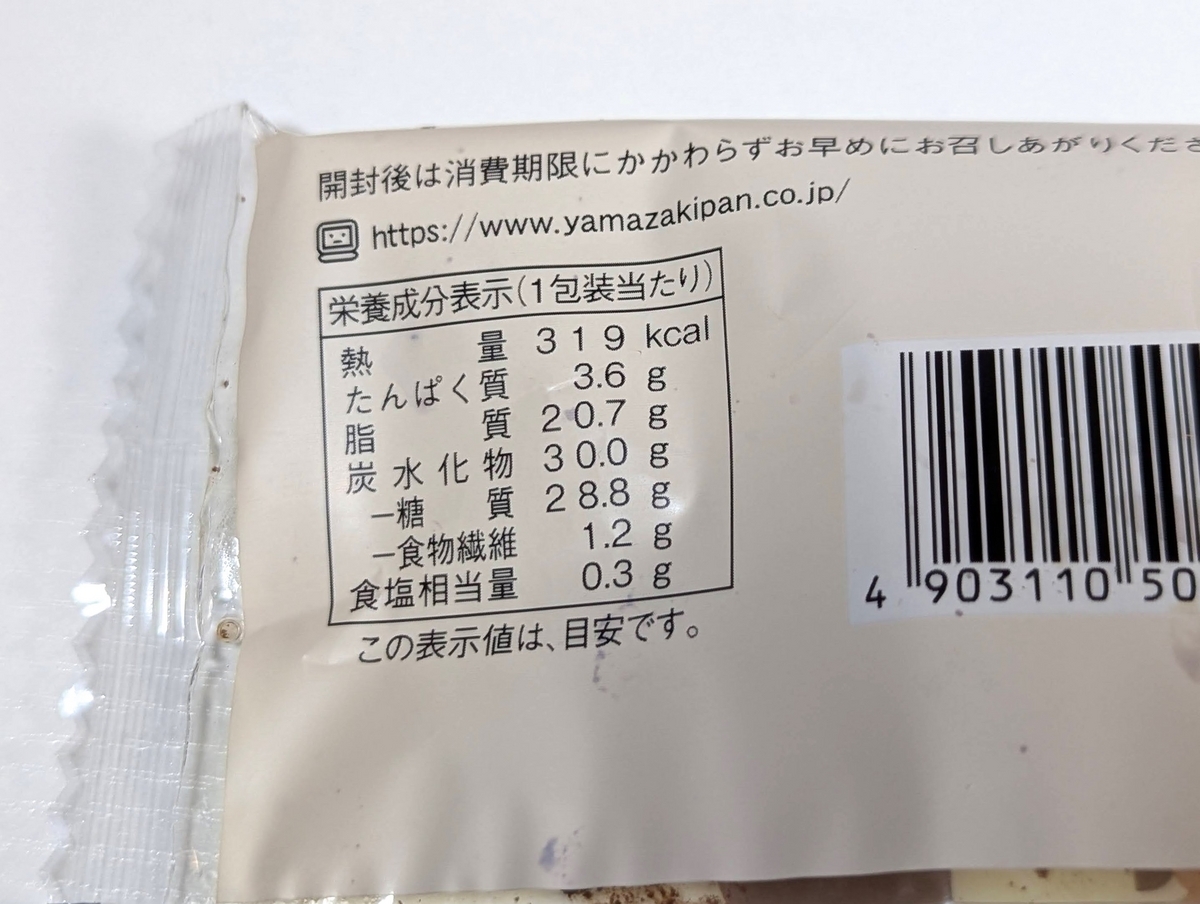 開封後は消費期限にかかわらずお早めにお召しあがりくださ
https://www.yamazakipan.co.jp/
栄養成分表示(1包装当たり)
熱量 319 kcal
たんぱく質 3.6 g
脂質 20.7 g
炭水化物 30.0 g
−糖質 28.8 g
−食物繊維 1.2 g
食塩相当量 0.3 g
この表示値は、目安です。
4 903110 50